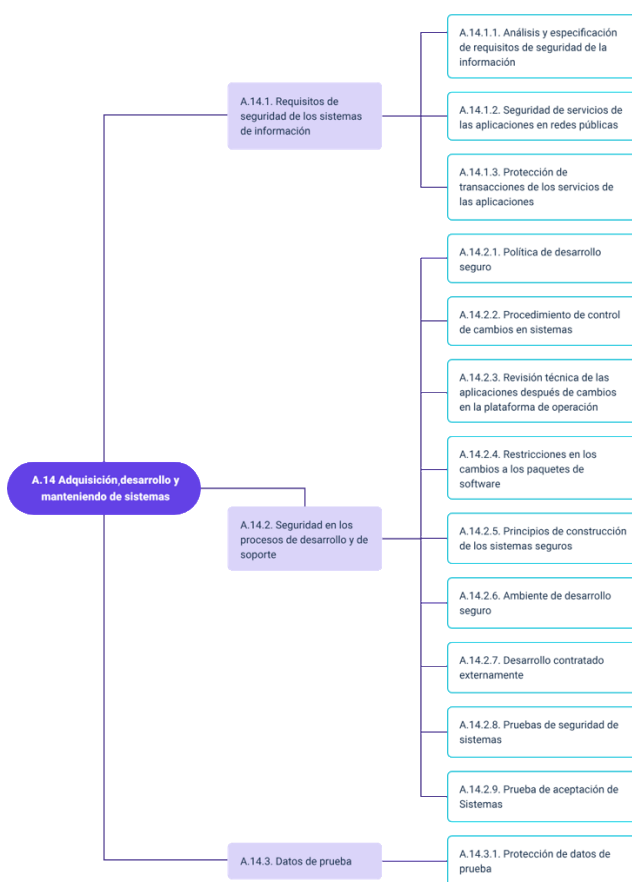 A.14 Adquisición,desarrollo y
manteniendo de sistemas
A.14.1. Requisitos de
seguridad de los sistemas
de información
A.14.1.1. Análisis y especificación
de requisitos de seguridad de la
información
A.14.1.2. Seguridad de servicios de
las aplicaciones en redes públicas
A.14.1.3. Protección de
transacciones de los servicios de
las aplicaciones
A.14.2. Seguridad en los
procesos de desarrollo y de
soporte
A.14.2.1. Política de desarrollo
seguro
A.14.2.2. Procedimiento de control
de cambios en sistemas
A.14.2.3. Revisión técnica de las
aplicaciones después de cambios
en la plataforma de operación
A.14.2.4. Restricciones en los
cambios a los paquetes de
software
A.14.2.5. Principios de construcción
de los sistemas seguros
A.14.2.6. Ambiente de desarrollo
seguro
A.14.2.7. Desarrollo contratado
externamente
A.14.2.8. Pruebas de seguridad de
sistemas
A.14.2.9. Prueba de aceptación de
Sistemas
A.14.3. Datos de prueba
A.14.3.1. Protección de datos de
prueba